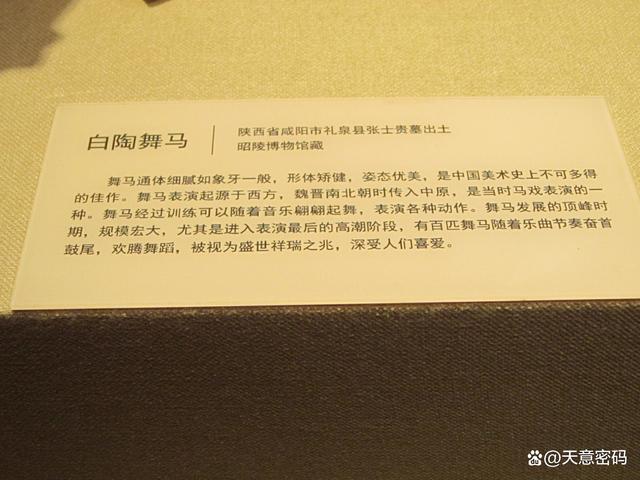 白陶舞马
陕西省咸阳市礼泉县张士贵墓出土
昭陵博物馆藏
舞马通体细腻如象牙一般，形体矫健，姿态优美，是中国美术史上不可多得
的佳作。舞马表演起源于西方，魏晋南北朝时传入中原，是当时马戏表演的一
种。舞马经过训练可以随着音乐翩翩起舞，表演各种动作。舞马发展的顶峰时
期，规模宏大，尤其是进入表演最后的高潮阶段，有百匹舞马随着乐曲节奏奋首
鼓尾，欢腾舞蹈，被视为盛世祥瑞之兆，深受人们喜爱。
@天意密码